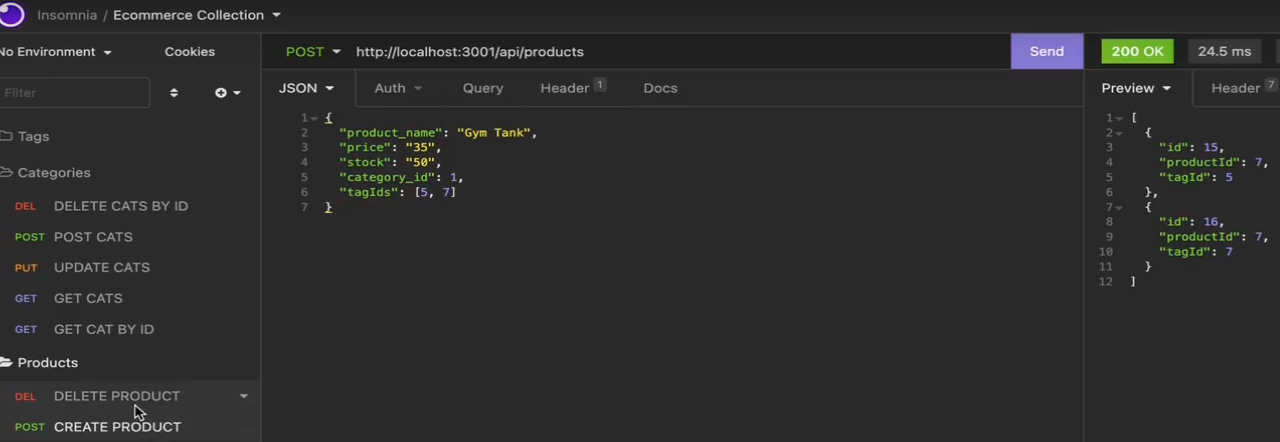 Insomnia / Ecommerce Collection
No Environment
Cookies
POST
http://localhost:3001/api/products
Send
200 OK
24.5 ms
Filter
JSON
Auth
Query
Header 1
Docs
Preview
Header 7
Tags
Categories
DEL DELETE CATS BY ID
POST POST CATS
PUT UPDATE CATS
GET GET CATS
GET GET CAT BY ID
Products
DEL DELETE PRODUCT
POST CREATE PRODUCT
1 {
2 "product_name": "Gym Tank",
3 "price": "35",
4 "stock": "50",
5 "category_id": 1,
6 "tagIds": [5, 7]
7 }
1 [
2 {
3 "id": 15,
4 "productId": 7,
5 "tagId": 5
6 },
7 {
8 "id": 16,
9 "productId": 7,
10 "tagId": 7
11 }
12 ]